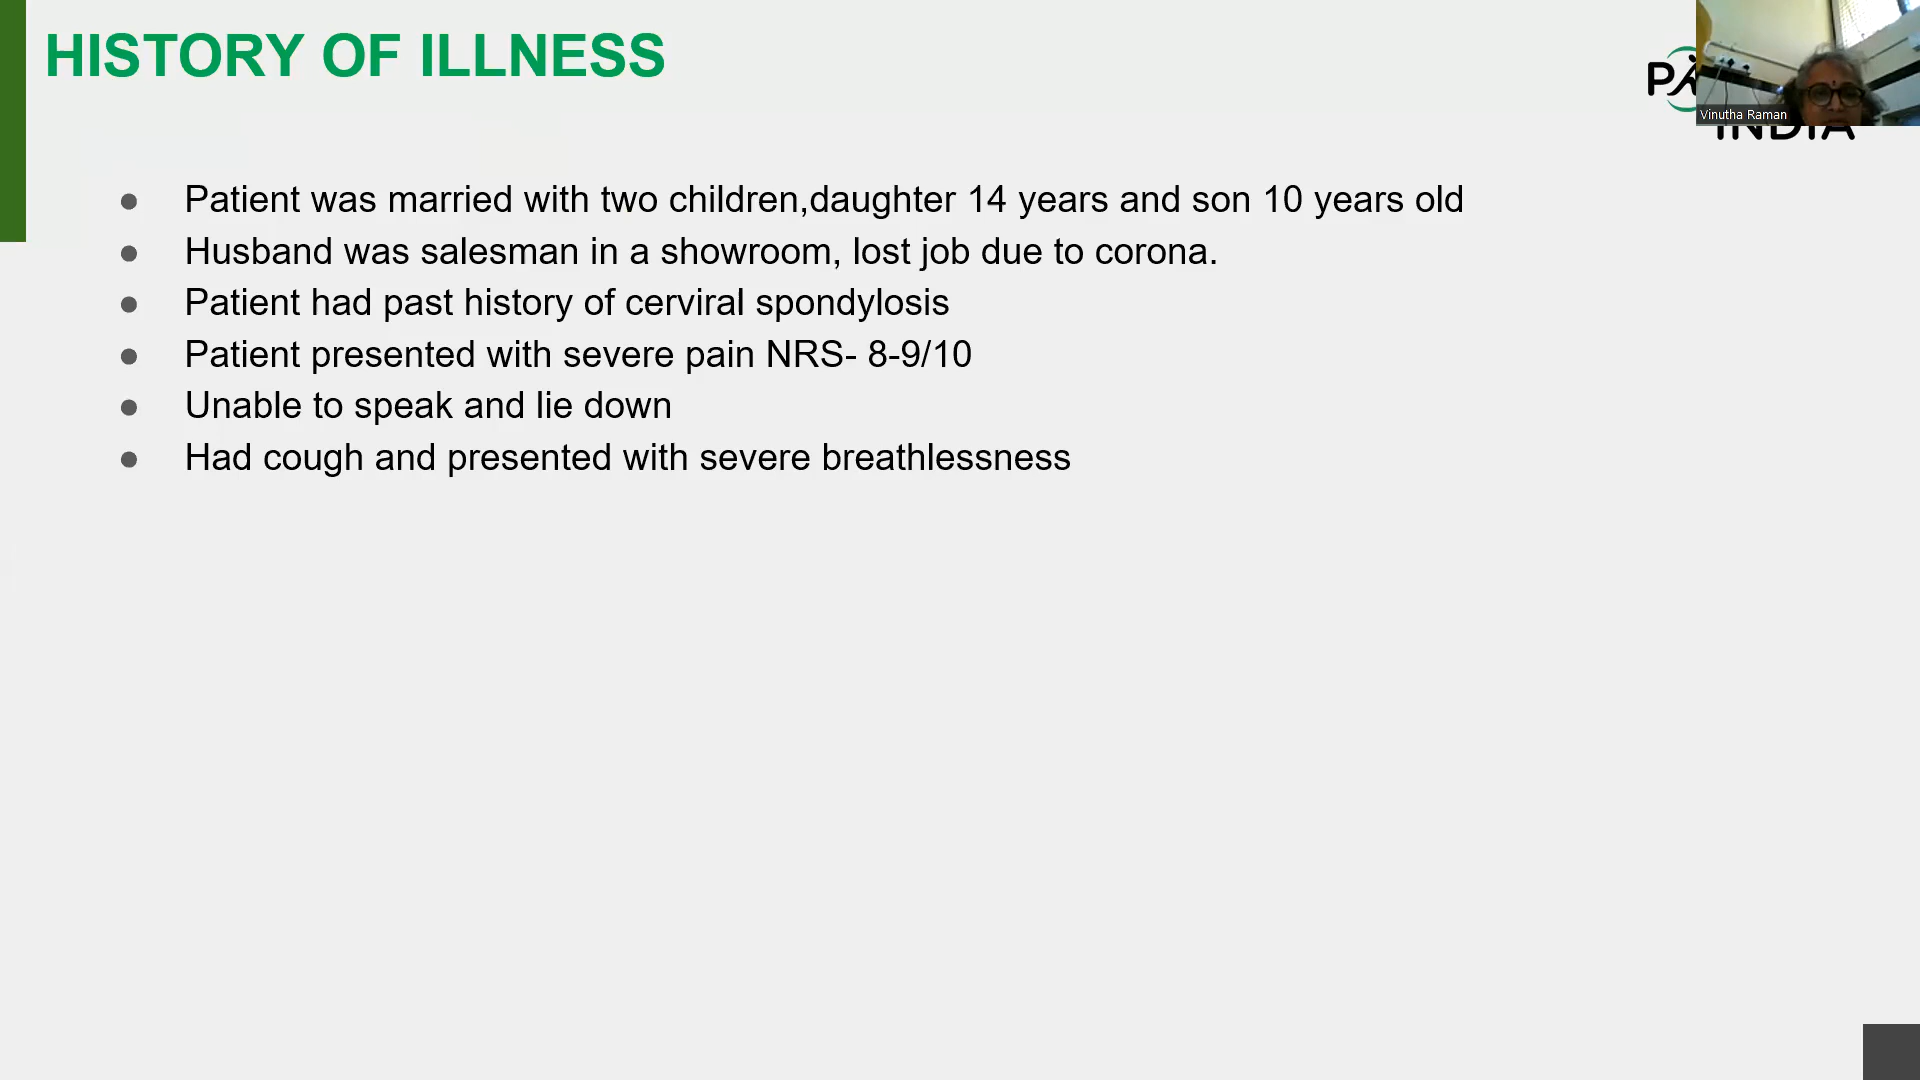 HISTORY OF ILLNESS
Vinutha Raman
INDIA
● Patient was married with two children,daughter 14 years and son 10 years old
● Husband was salesman in a showroom, lost job due to corona.
● Patient had past history of cerviral spondylosis
● Patient presented with severe pain NRS- 8-9/10
● Unable to speak and lie down
● Had cough and presented with severe breathlessness